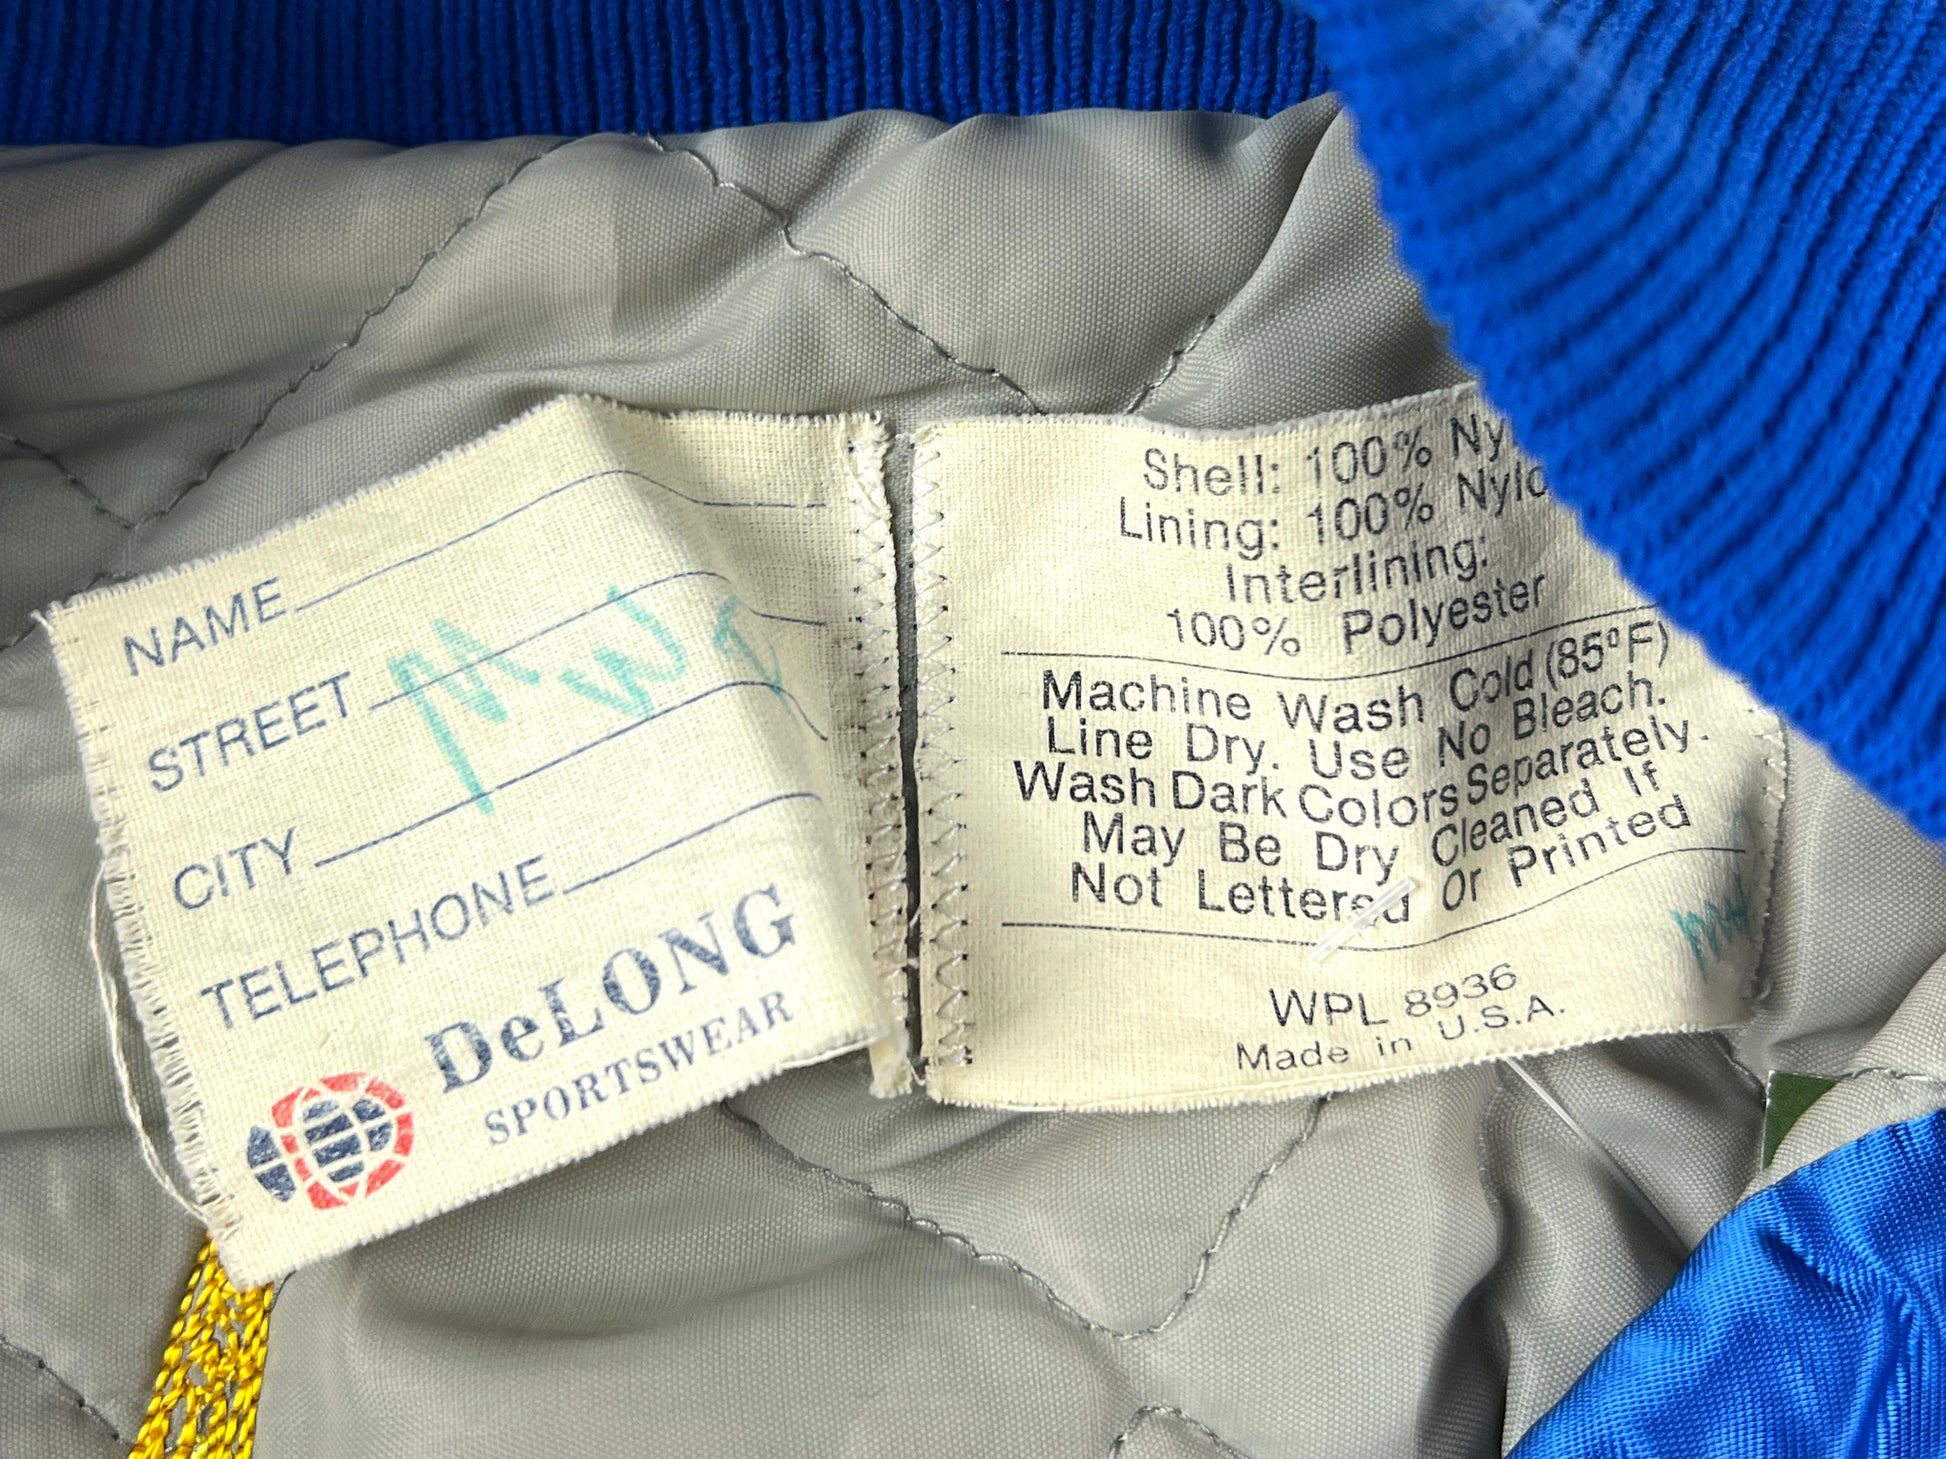 NAME
STREET
CITY
TELEPHONE
DeLONG
SPORTSWEAR
Shell: 100% Ny
Lining: 100% Nylo
Interlining:
100% Polyester
Machine Wash Cold (85°F)
Line Dry. Use No Bleach.
Wash Dark Colors Separately.
May Be Dry Cleaned If
Not Lettered Or Printed
WPL 8936
Made in U.S.A.